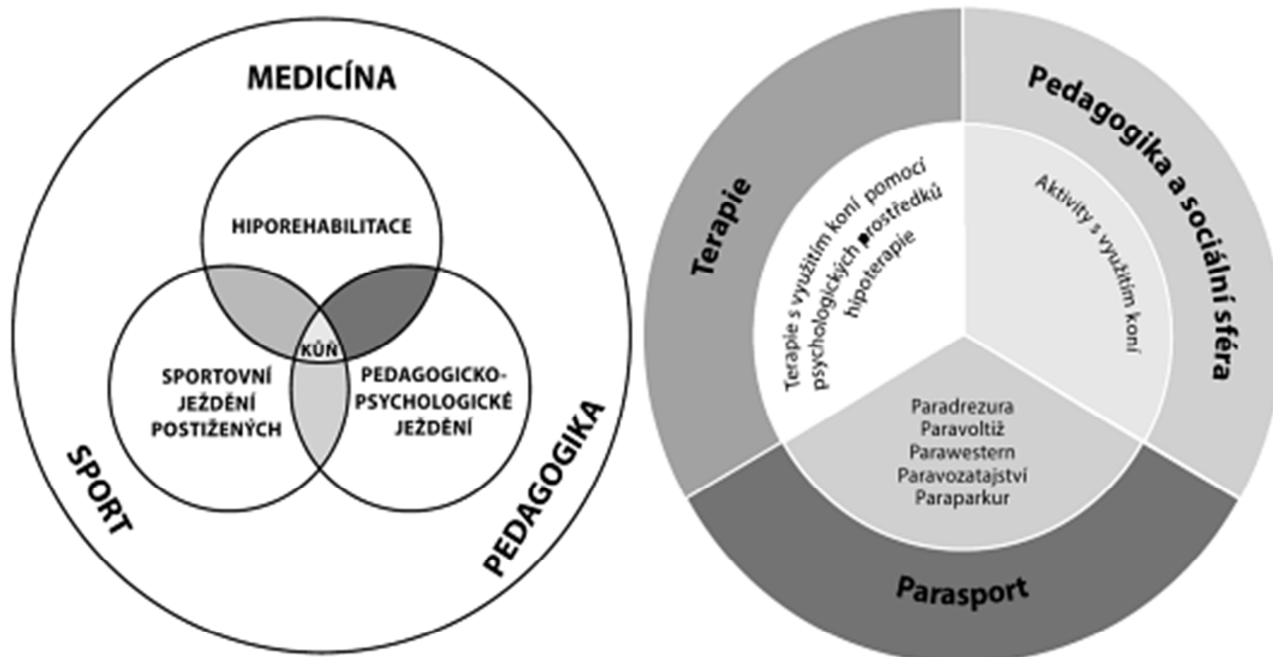 MEDICÍNA
HIPOREHABILITACE
KŮŇ
SPORTOVNÍ
JEŽDĚNÍ
POSTIŽENÝCH
PEDAGOGICKO-
PSYCHOLOGICKÉ
JEŽDĚNÍ
SPORT
PEDAGOGIKA
Terapie
Terapie s využitím koní pomocí
psychologických prostředků
hipoterapie
Pedagogika a sociální sféra
Aktivity s využitím koní
Paradrezura
Paravoltiž
Parawestern
Paravozatajství
Paraparkur
Parasport